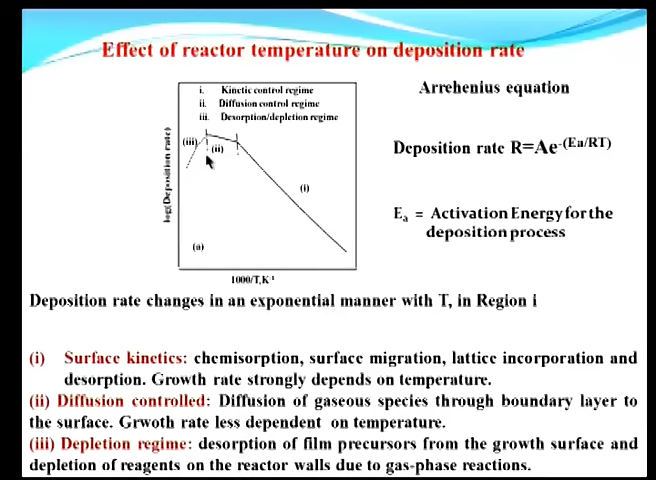 Effect of reactor temperature on deposition rate
i. Kinetic control regime
ii. Diffusion control regime
iii. Desorption/depletion regime
(iii)
(ii)
(i)
(a)
log(Deposition rate)
1000/T,K⁻¹
Arrehenius equation
Deposition rate R=Ae⁻⁽ᴱᵃ/ᴿᵀ⁾
Eₐ = Activation Energy for the
deposition process
Deposition rate changes in an exponential manner with T, in Region i
(i) Surface kinetics: chemisorption, surface migration, lattice incorporation and
desorption. Growth rate strongly depends on temperature.
(ii) Diffusion controlled: Diffusion of gaseous species through boundary layer to
the surface. Grwoth rate less dependent on temperature.
(iii) Depletion regime: desorption of film precursors from the growth surface and
depletion of reagents on the reactor walls due to gas-phase reactions.